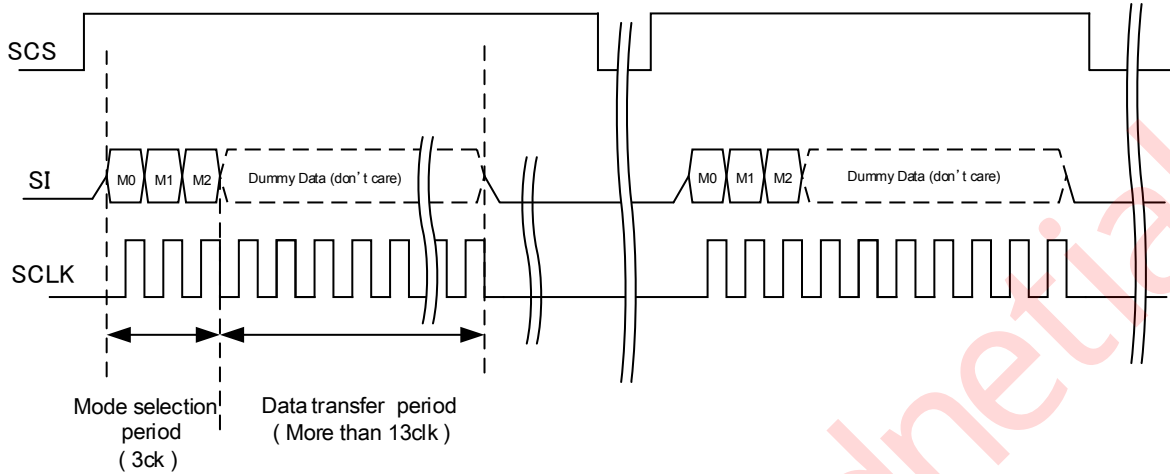 SCS
SI
M0 M1 M2 Dummy Data (don't care)
M0 M1 M2 Dummy Data (don't care)
SCLK
Mode selection
period
( 3ck )
Data transfer period
( More than 13clk )
dnetial